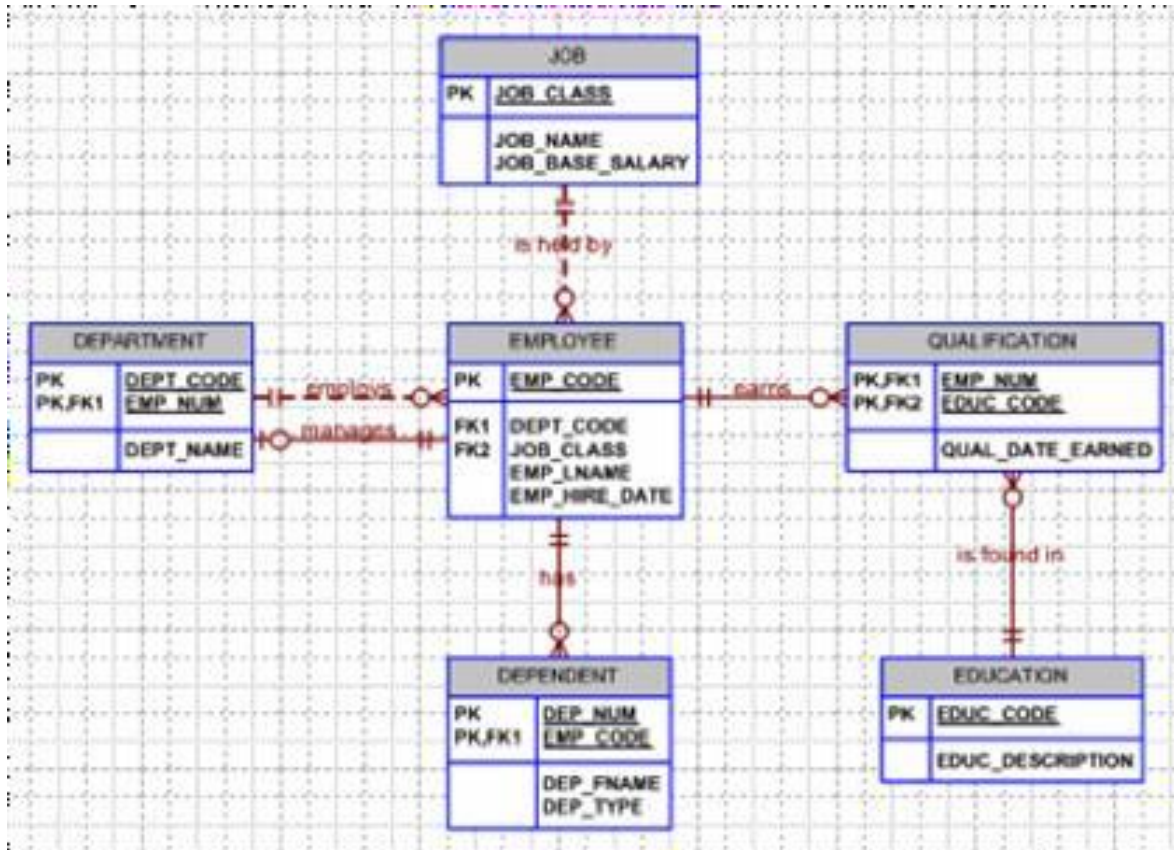 JOB
PK JOB_CLASS
JOB_NAME
JOB_BASE_SALARY
is held by
DEPARTMENT
PK DEPT_CODE
PK,FK1 EMP_NUM
DEPT_NAME
employs
manages
EMPLOYEE
PK EMP_CODE
FK1 DEPT_CODE
FK2 JOB_CLASS
EMP_LNAME
EMP_HIRE_DATE
earns
QUALIFICATION
PK,FK1 EMP_NUM
PK,FK2 EDUC_CODE
QUAL_DATE_EARNED
has
is found in
DEPENDENT
PK DEP_NUM
PK,FK1 EMP_CODE
DEP_FNAME
DEP_TYPE
EDUCATION
PK EDUC_CODE
EDUC_DESCRIPTION